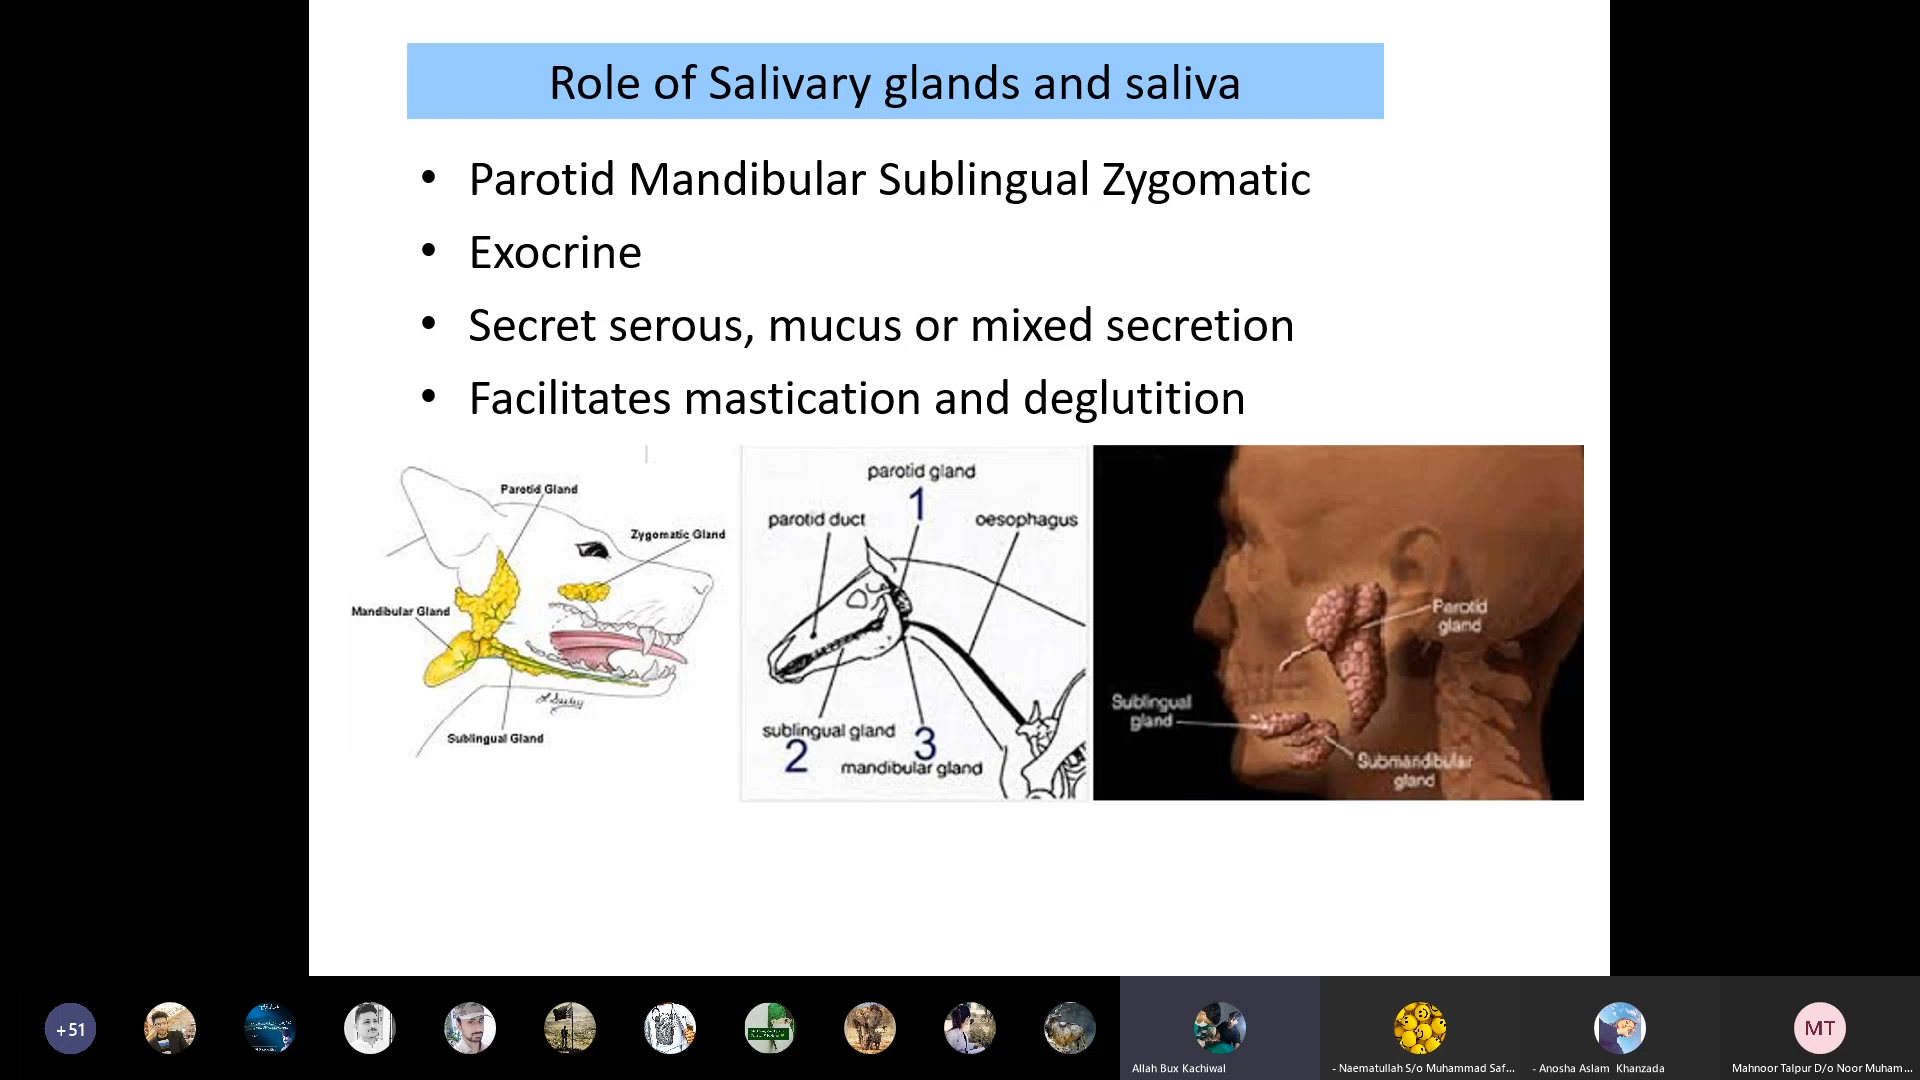 Role of Salivary glands and saliva
• Parotid Mandibular Sublingual Zygomatic
• Exocrine
• Secret serous, mucus or mixed secretion
• Facilitates mastication and deglutition
Parotid Gland
Zygomatic Gland
Mandibular Gland
Sublingual Gland
parotid gland
1
parotid duct
oesophagus
sublingual gland
2
3
mandibular gland
Parotid
gland
Sublingual
gland
Submandibular
gland
+51
Allah Bux Kachiwal
- Naematullah S/o Muhammad Saf...
- Anosha Aslam Khanzada
MT
Mahnoor Talpur D/o Noor Muham...